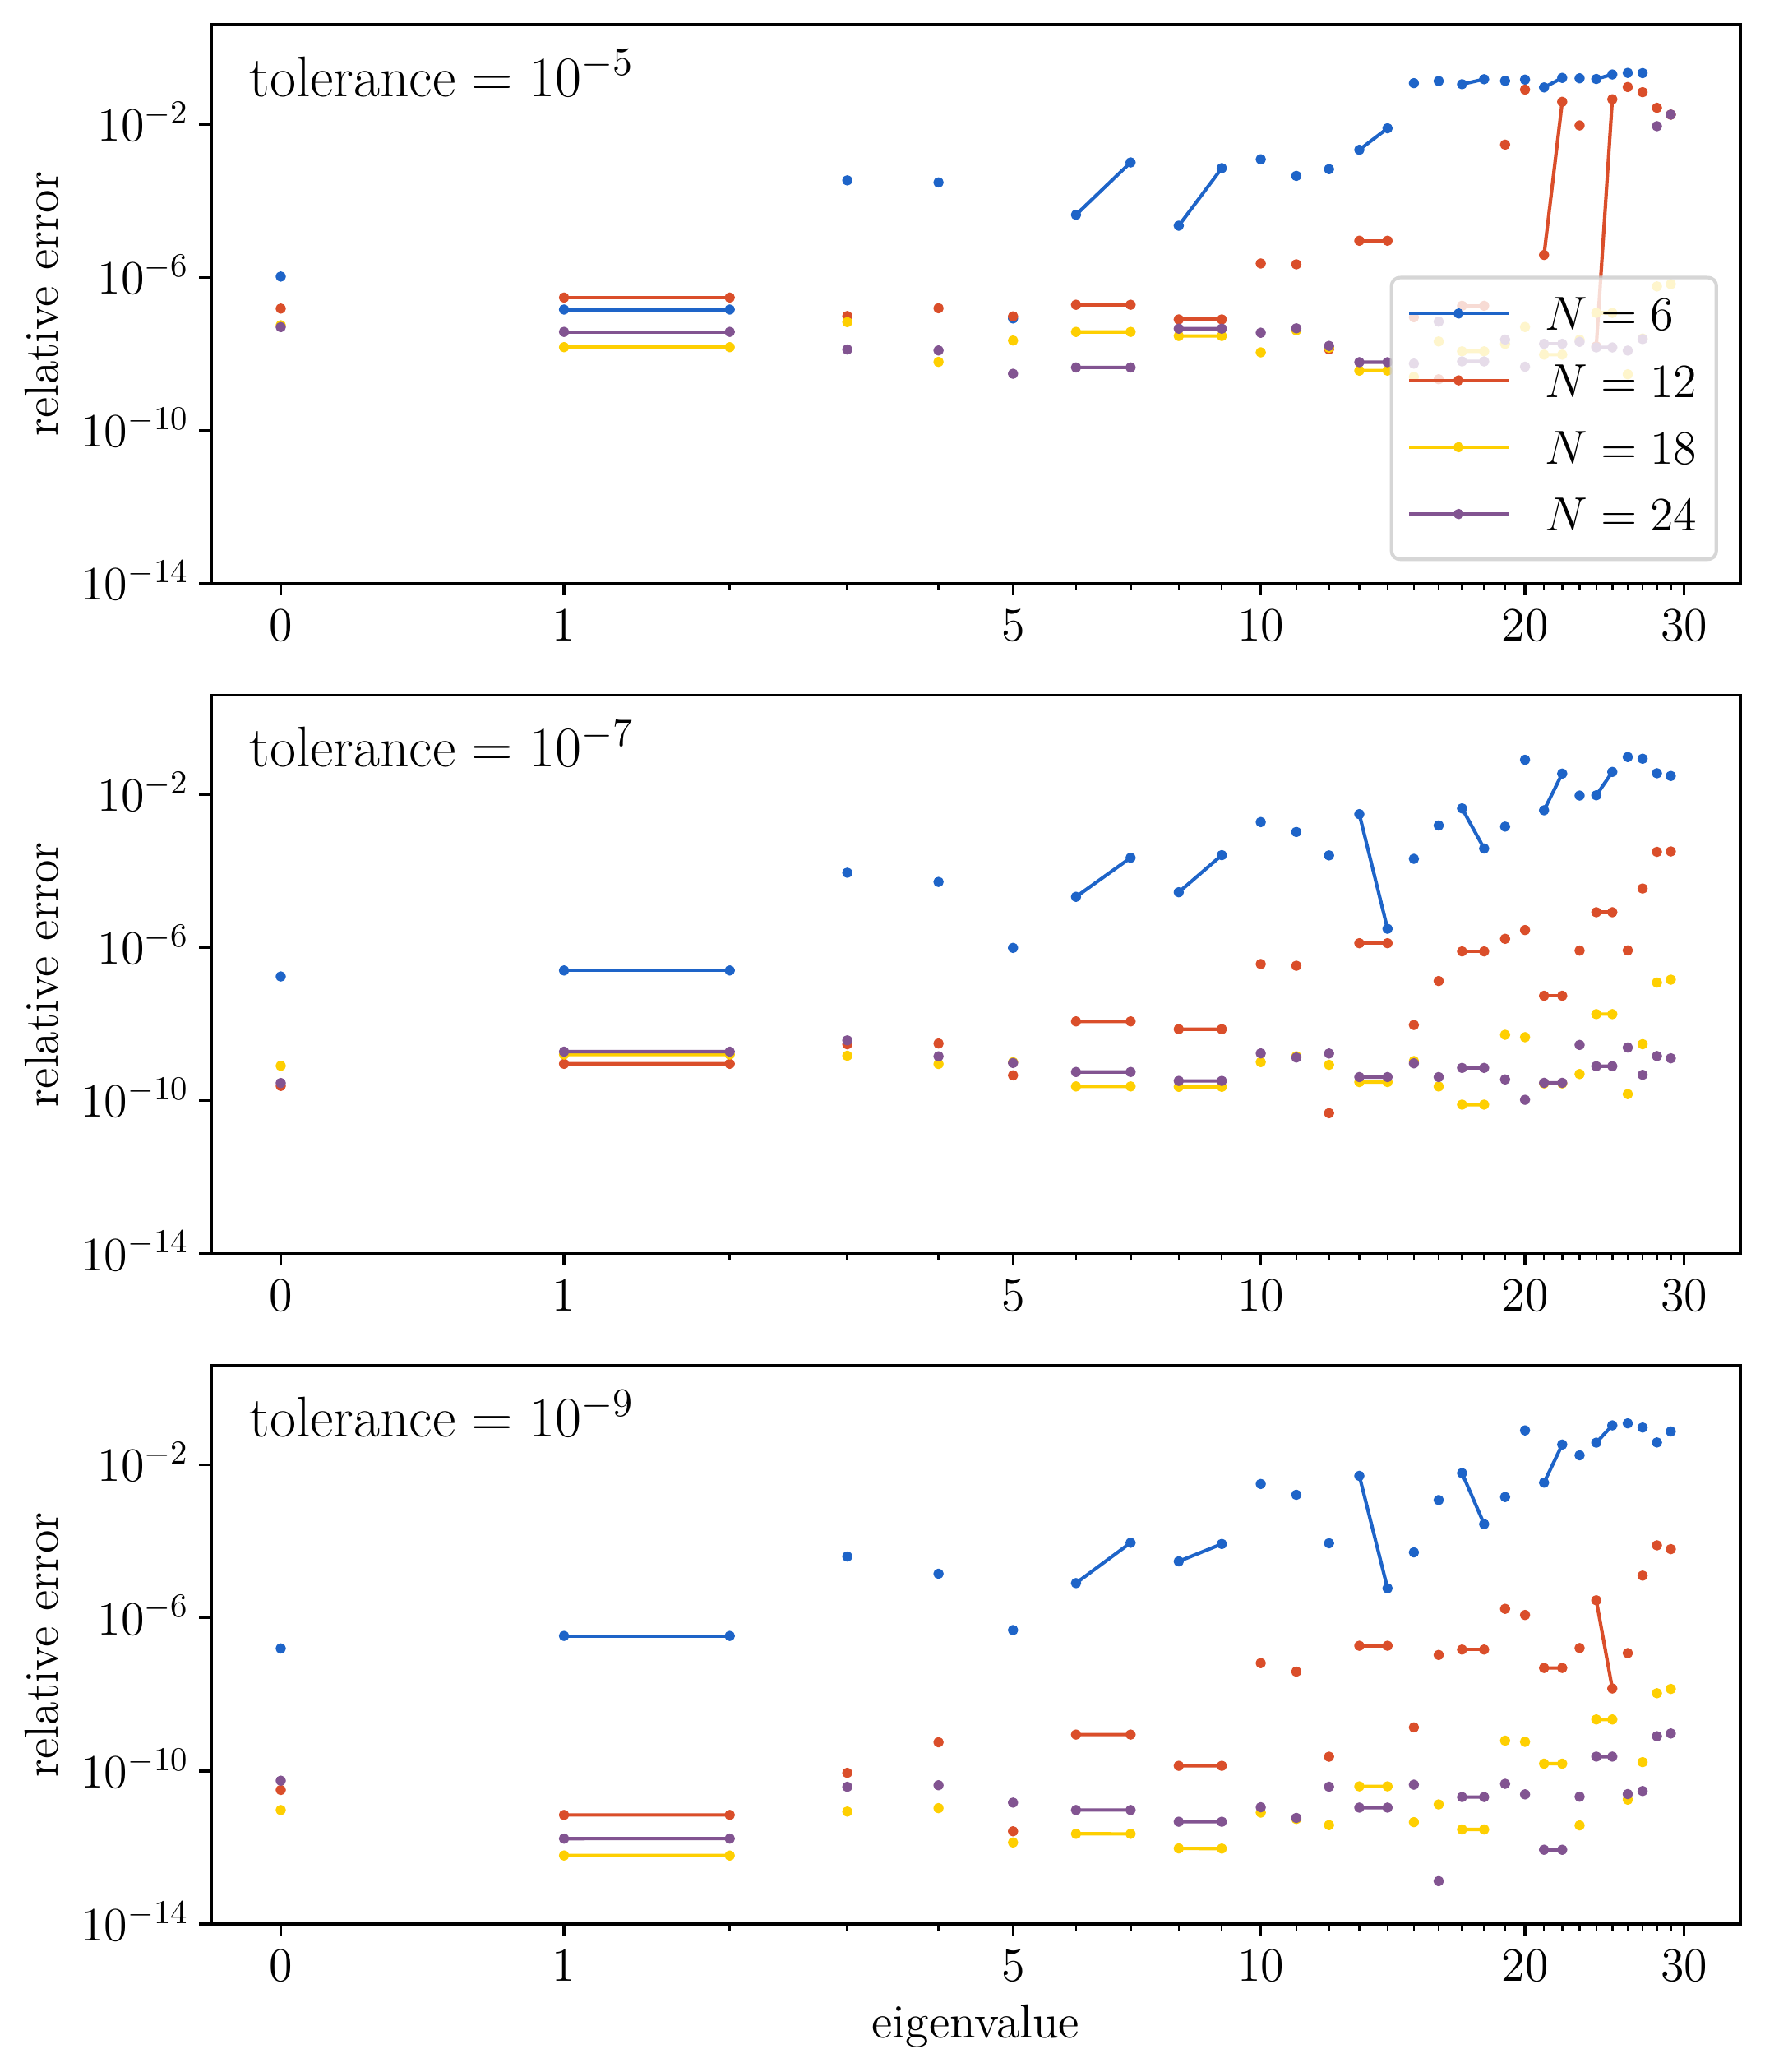 tolerance = 10⁻⁵
relative error
10⁻²
10⁻⁶
10⁻¹⁰
10⁻¹⁴
N = 6
N = 12
N = 18
N = 24
0 1 5 10 20 30
tolerance = 10⁻⁷
relative error
10⁻²
10⁻⁶
10⁻¹⁰
10⁻¹⁴
0 1 5 10 20 30
tolerance = 10⁻⁹
relative error
10⁻²
10⁻⁶
10⁻¹⁰
10⁻¹⁴
0 1 5 10 20 30
eigenvalue